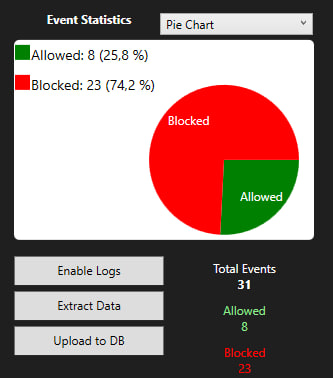 Event Statistics
Pie Chart
Allowed: 8 (25,8 %)
Blocked: 23 (74,2 %)
Blocked
Allowed
Enable Logs
Extract Data
Upload to DB
Total Events
31
Allowed
8
Blocked
23